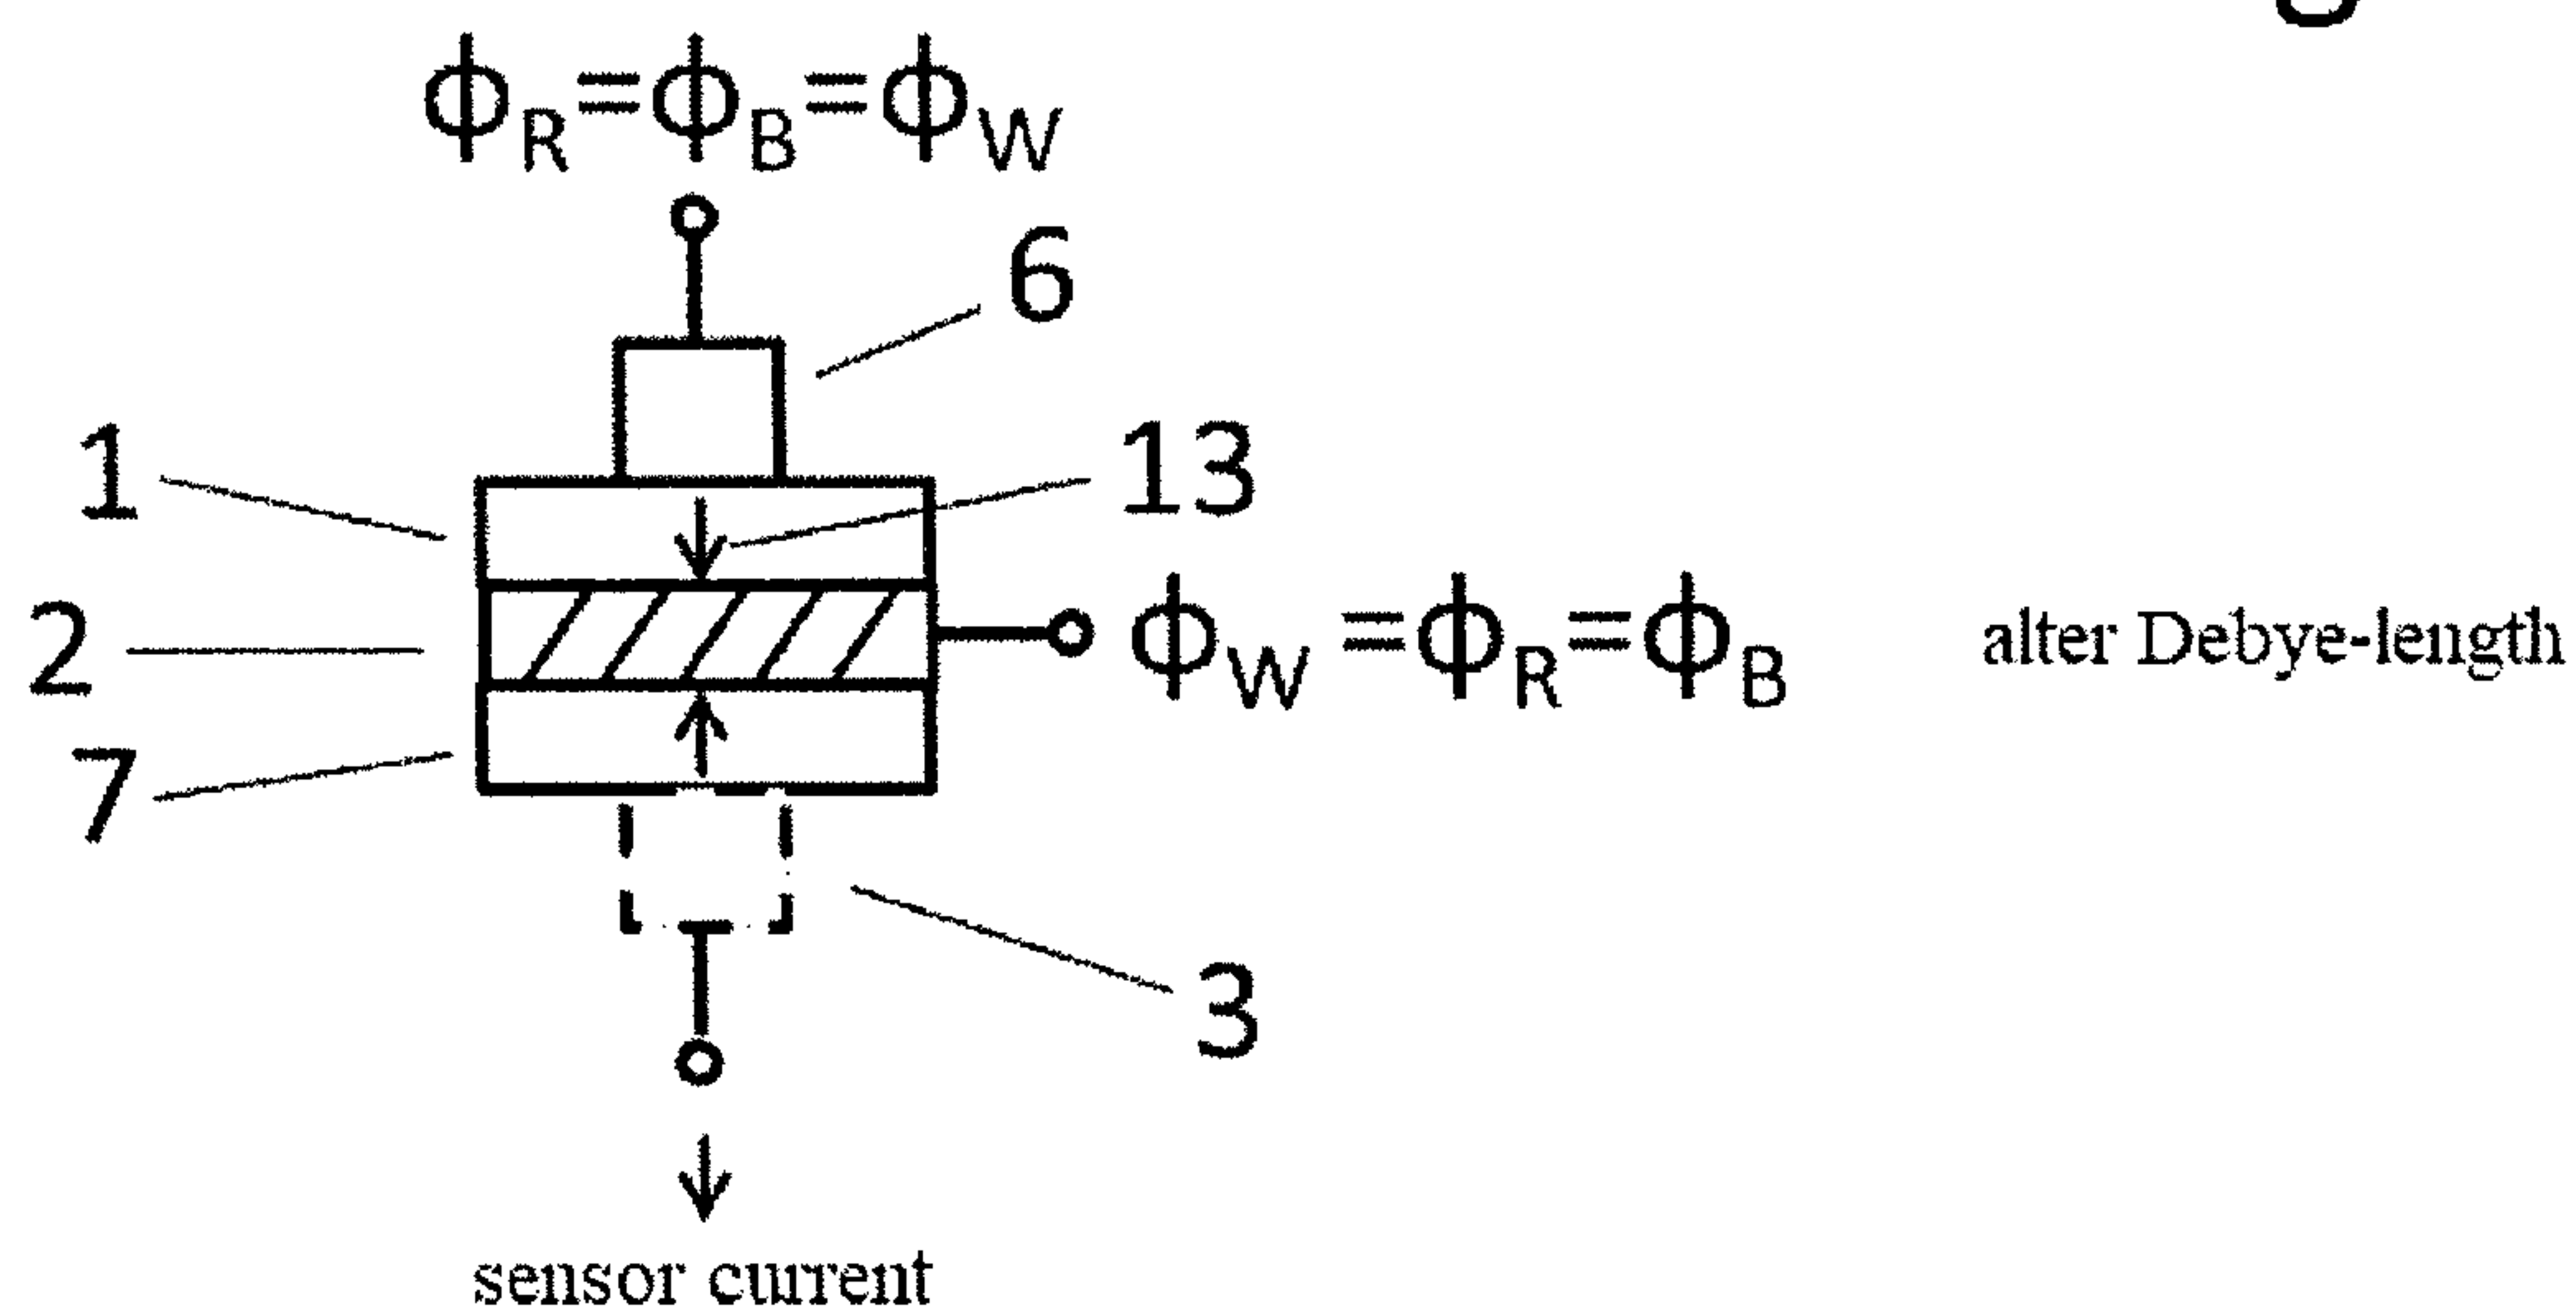 ϕR=ϕB=ϕW
6
1
13
2
ϕW =ϕR=ϕB alter Debye-length
7
3
sensor current